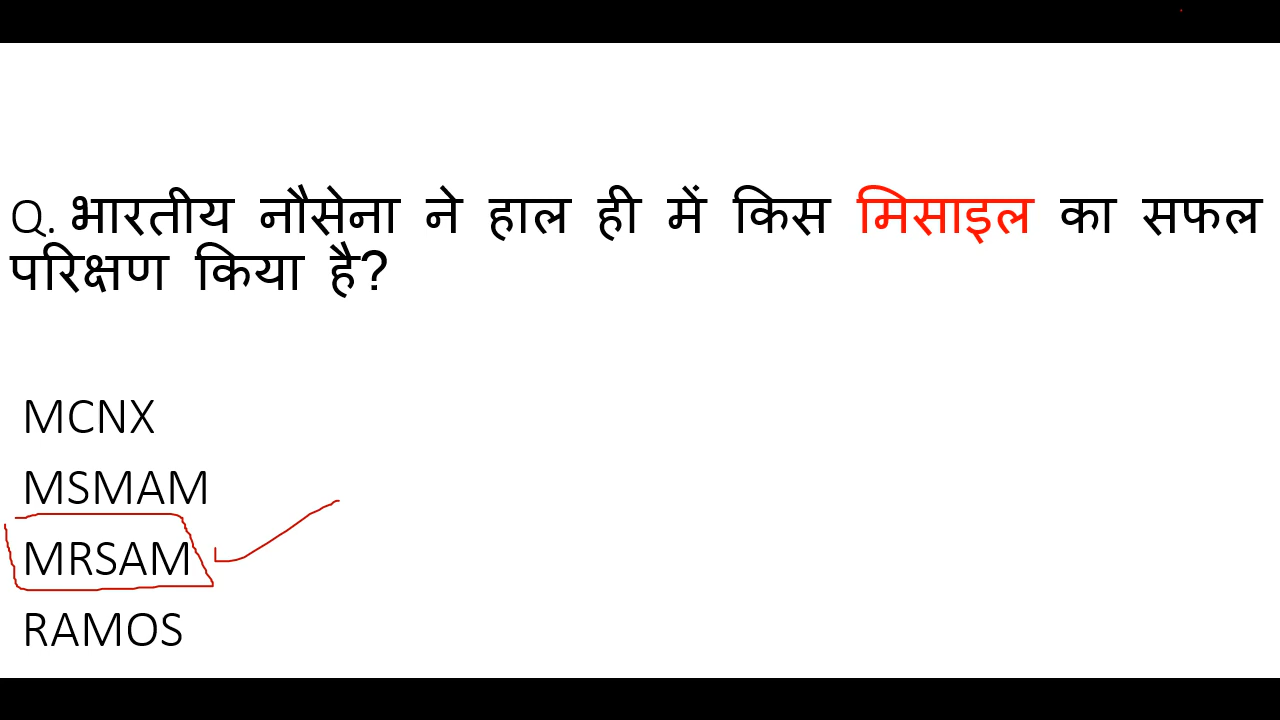 Q. भारतीय नौसेना ने हाल ही में किस मिसाइल का सफल
परिक्षण किया है?
MCNX
MSMAM
MRSAM
RAMOS